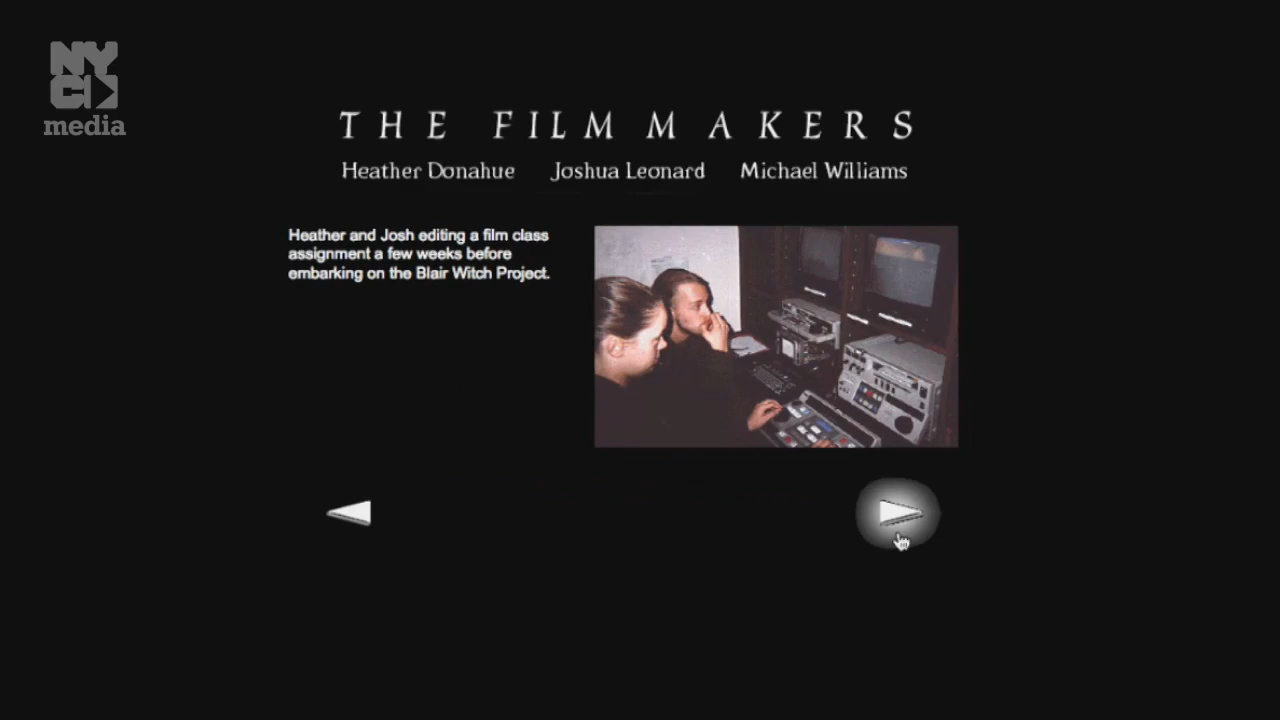 NYC
media
THE FILMMAKERS
Heather Donahue Joshua Leonard Michael Williams
Heather and Josh editing a film class
assignment a few weeks before
embarking on the Blair Witch Project.